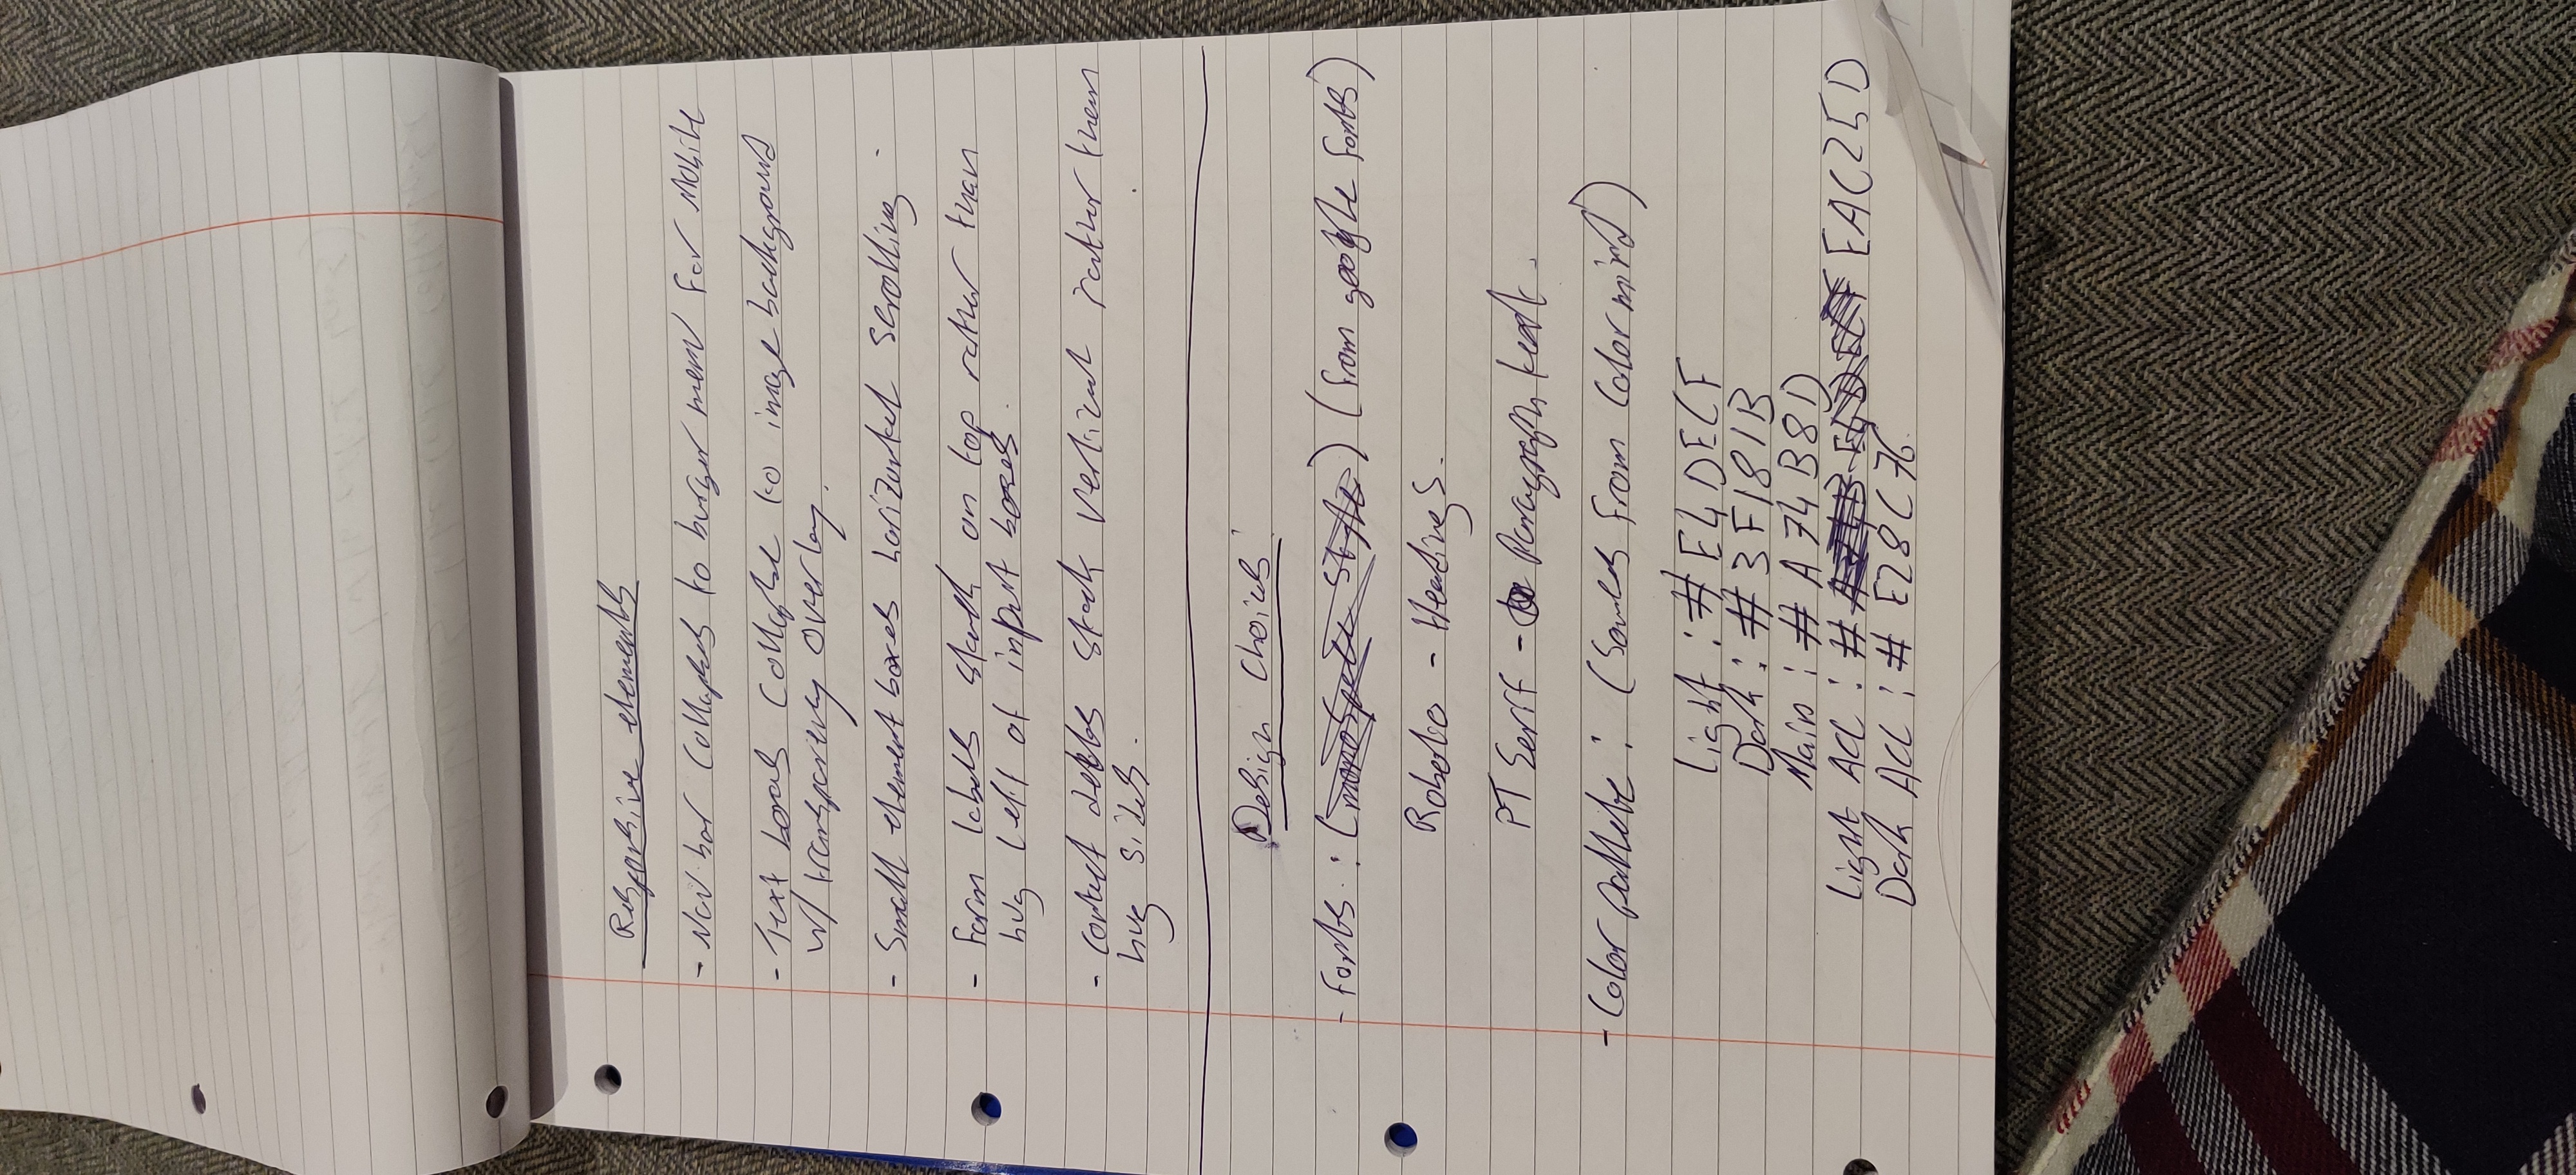 Responsive elements
- Nav bar collapses to burger menu for Mobile
- Text boxes collapse to image background
w/ transparency overlay.
- Small element boxes horizontal scrolling
- Form labels stack on top rather than
hug left of input boxes.
- contact details stack vertical rather than
hug sides.
Design Choices
- Fonts : (monospace style) (from google fonts)
Roboto - Headings.
PT Serif - Paragraph text.
- Color pallete : (Sourced from Colormind)
Light : # E4DECF
Dark : # 3F181B
Main : # A74B8D
Light Acc : # EAC25D
Dark Acc : # E28C76